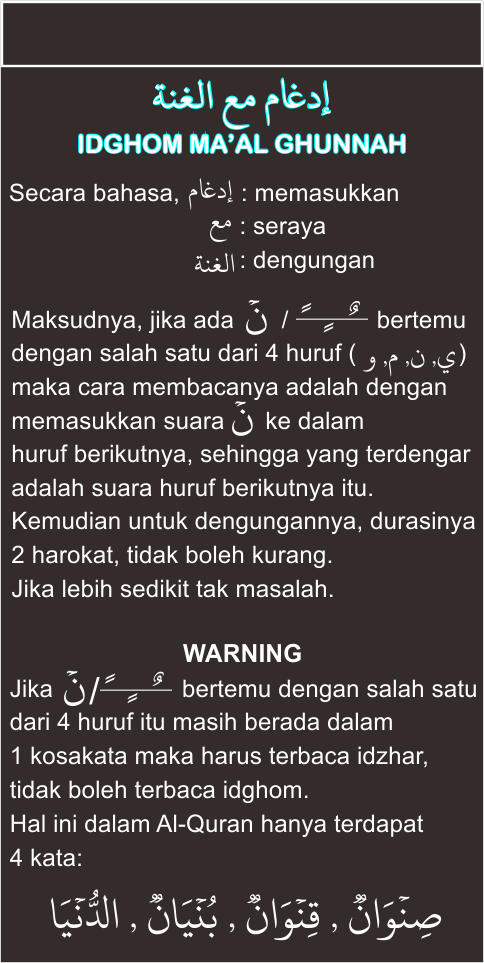 إدغام مع الغنة
IDGHOM MA’AL GHUNNAH
Secara bahasa, إدغام : memasukkan
مع : seraya
الغنة : dengungan
Maksudnya, jika ada نْ / ـًـٍـٌ bertemu
dengan salah satu dari 4 huruf ( ي, ن, م, و)
maka cara membacanya adalah dengan
memasukkan suara نْ ke dalam
huruf berikutnya, sehingga yang terdengar
adalah suara huruf berikutnya itu.
Kemudian untuk dengungannya, durasinya
2 harokat, tidak boleh kurang.
Jika lebih sedikit tak masalah.
WARNING
Jika نْ/ـًـٍـٌ bertemu dengan salah satu
dari 4 huruf itu masih berada dalam
1 kosakata maka harus terbaca idzhar,
tidak boleh terbaca idghom.
Hal ini dalam Al-Quran hanya terdapat
4 kata:
صِنْوَانٌ , قِنْوَانٌ , بُنْيَانٌ , الدُّنْيَا